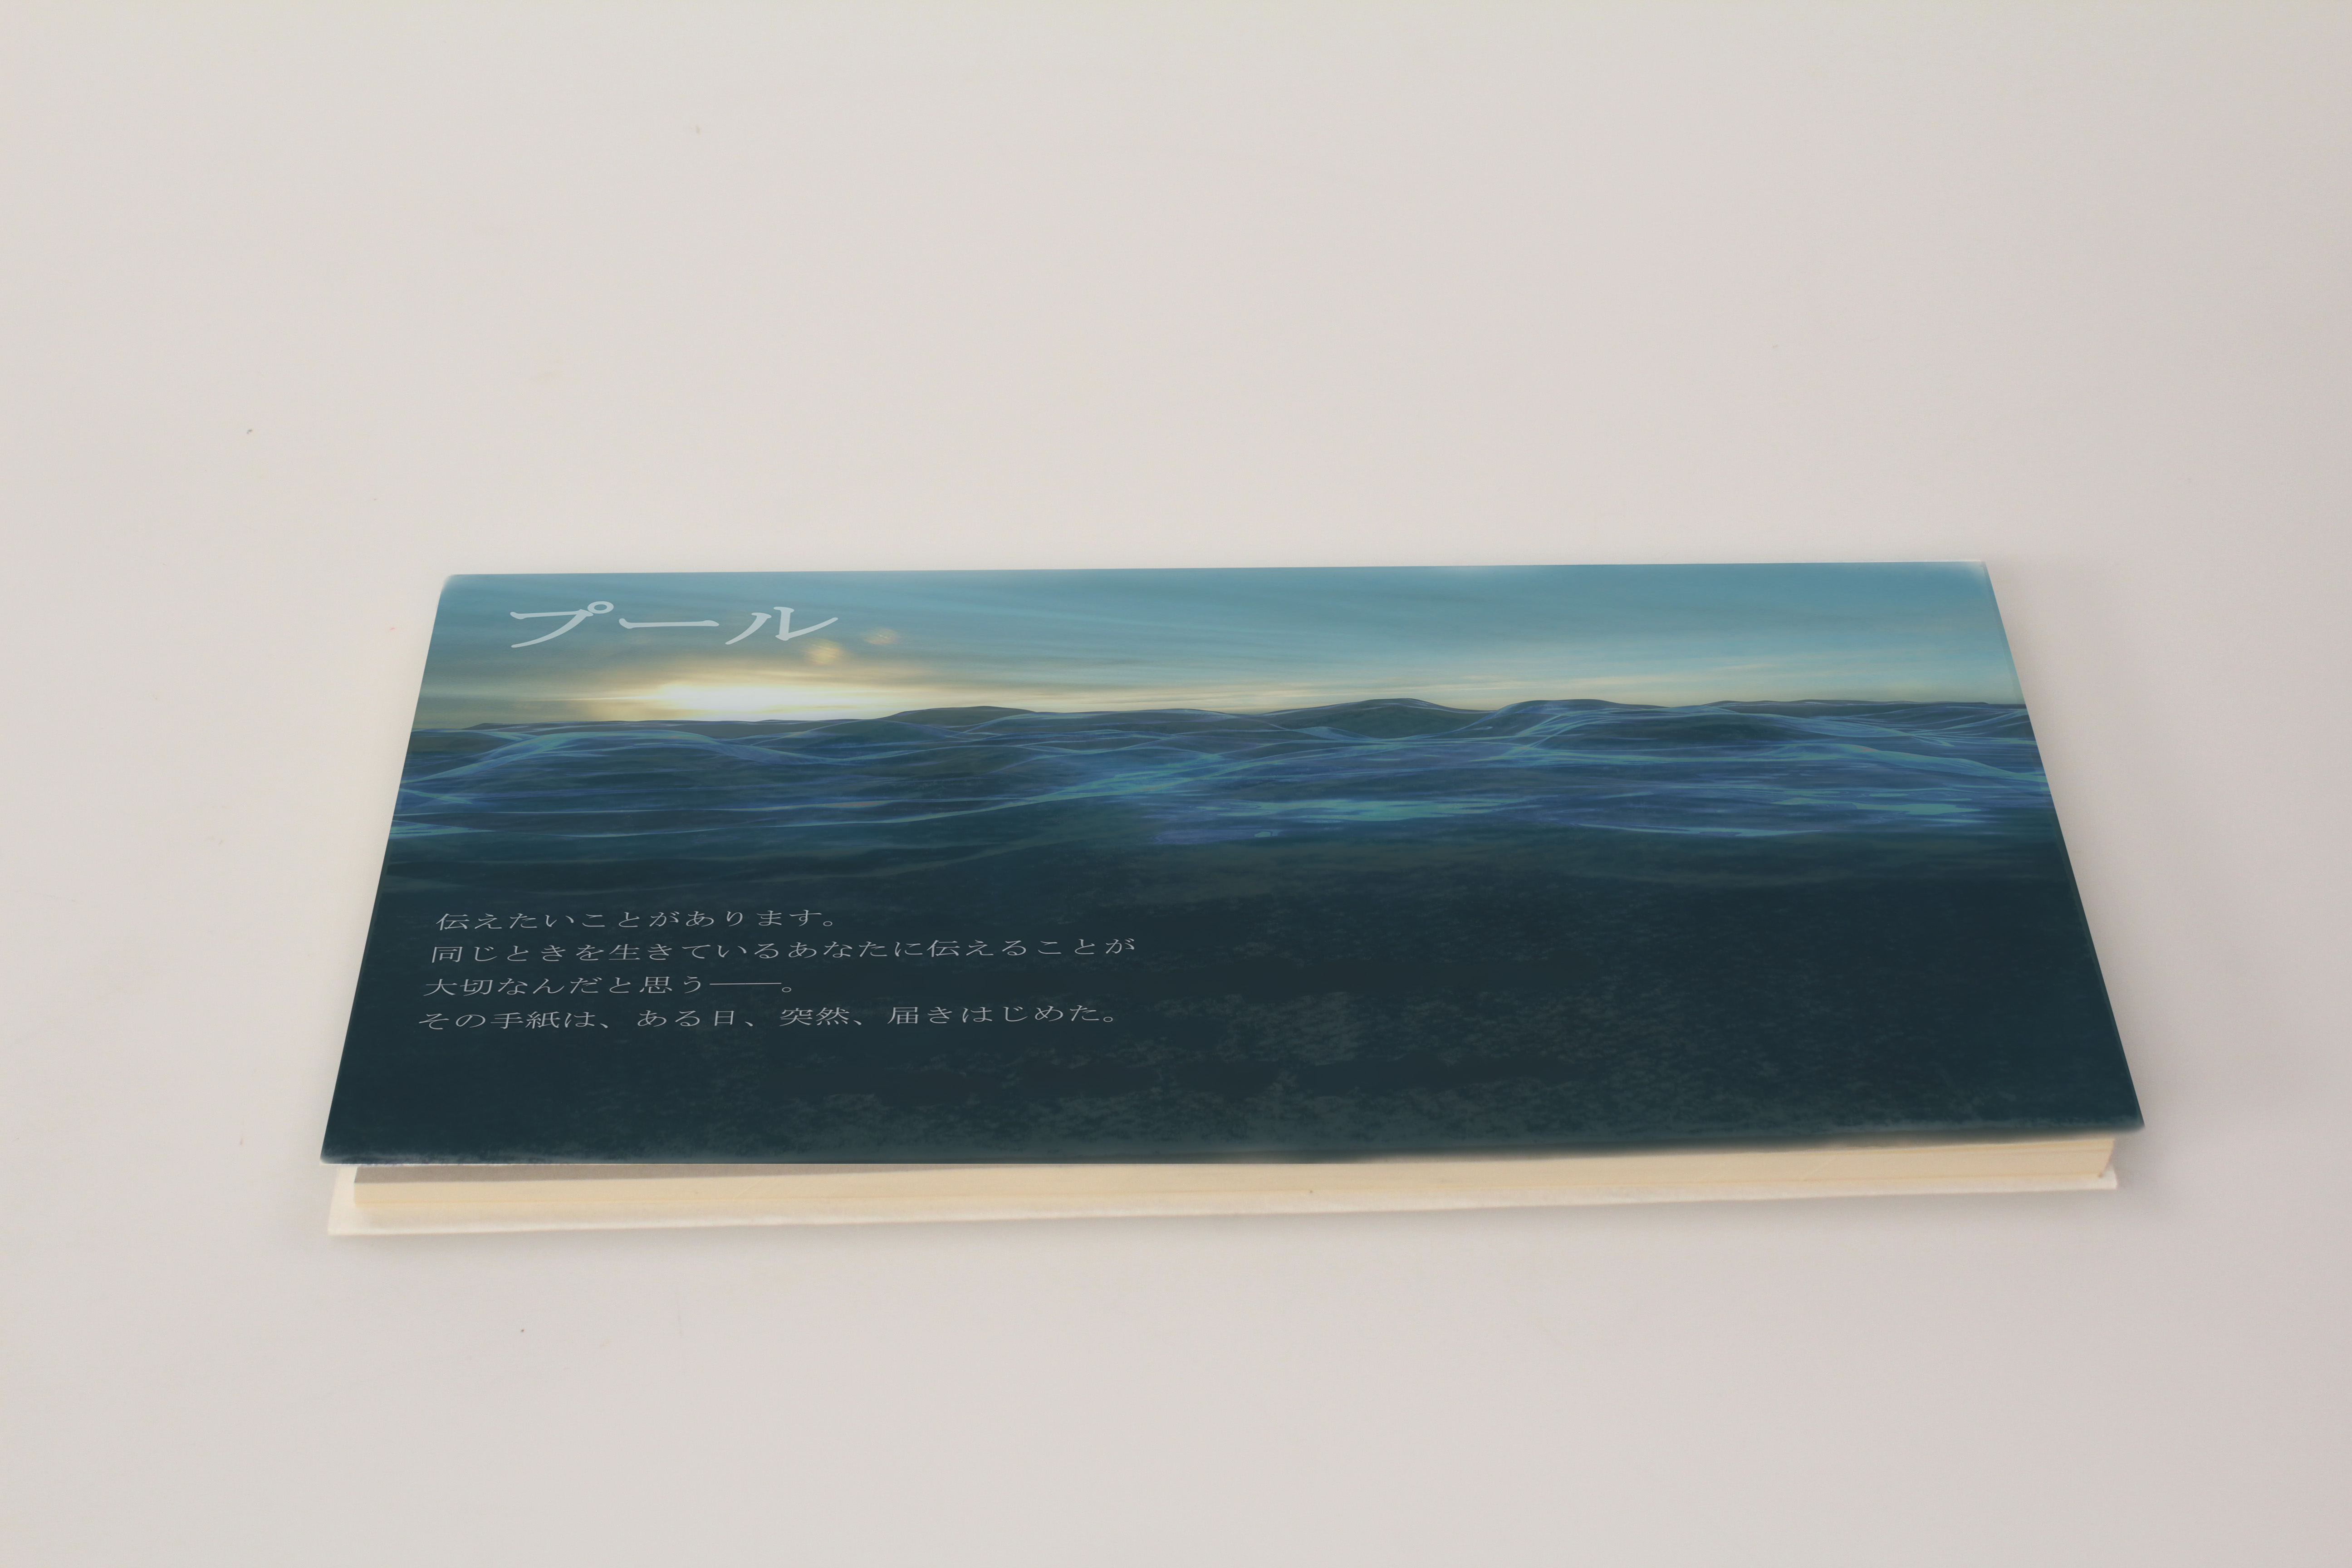 プール
伝えたいことがあります。
同じときを生きているあなたに伝えることが
大切なんだと思う――。
その手紙は、ある日、突然、届きはじめた。